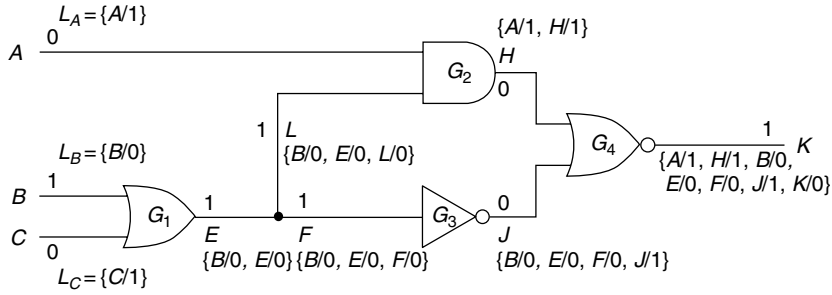 L_A = {A/1}
A
0
{A/1, H/1}
H
0
G_2
1
L
{B/0, E/0, L/0}
L_B = {B/0}
B
1
C
0
L_C = {C/1}
G_1
1
E
{B/0, E/0}
1
F
{B/0, E/0, F/0}
G_3
0
J
{B/0, E/0, F/0, J/1}
G_4
1
K
{A/1, H/1, B/0,
E/0, F/0, J/1, K/0}